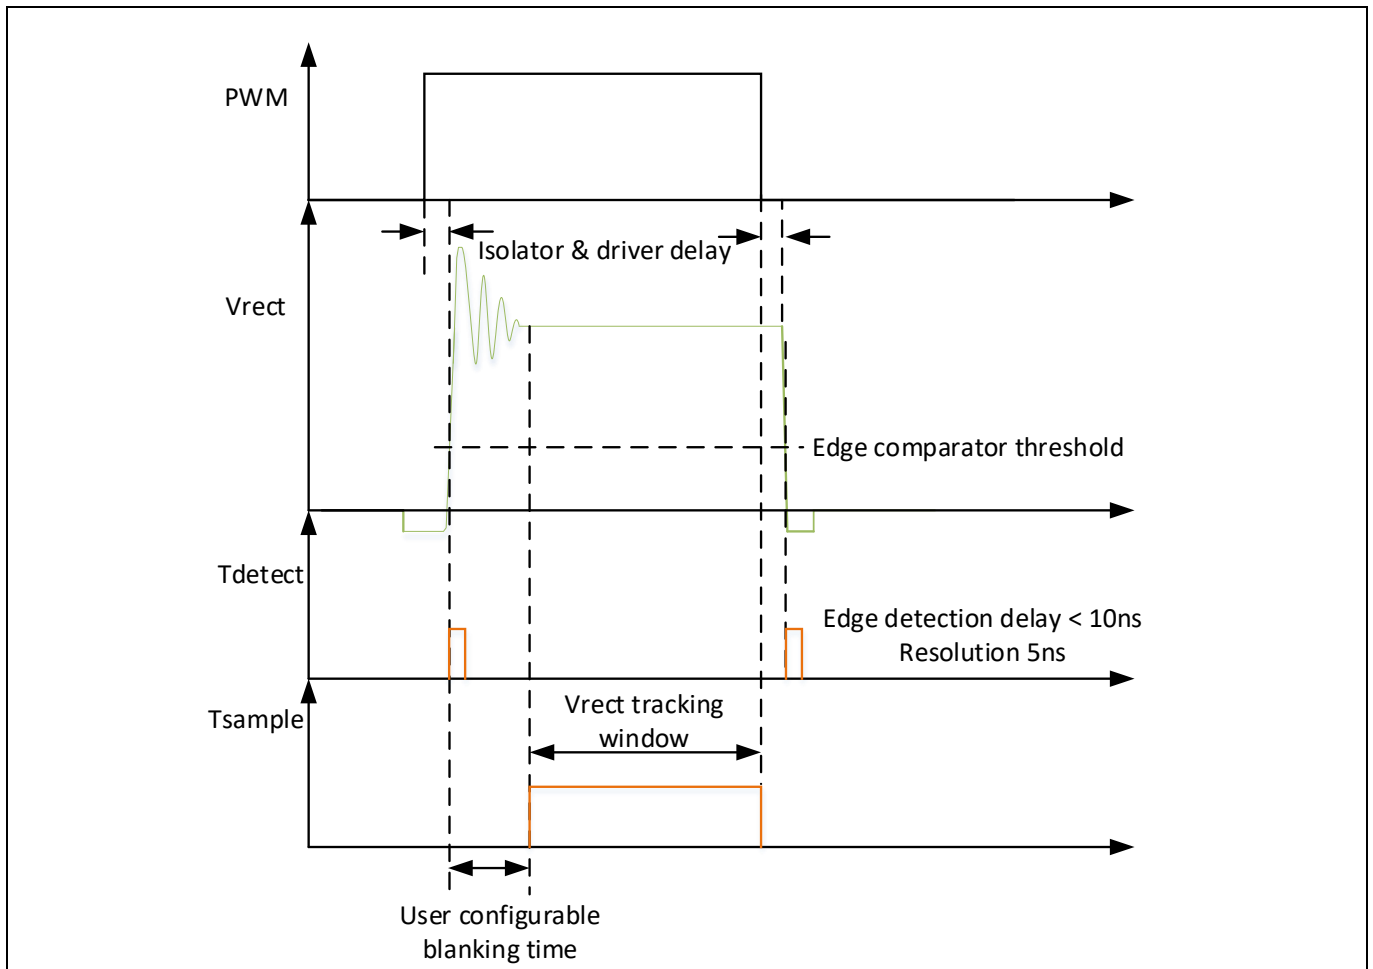 PWM
Isolator & driver delay
Vrect
Edge comparator threshold
Tdetect
Edge detection delay < 10ns
Resolution 5ns
Tsample
Vrect tracking
window
User configurable
blanking time